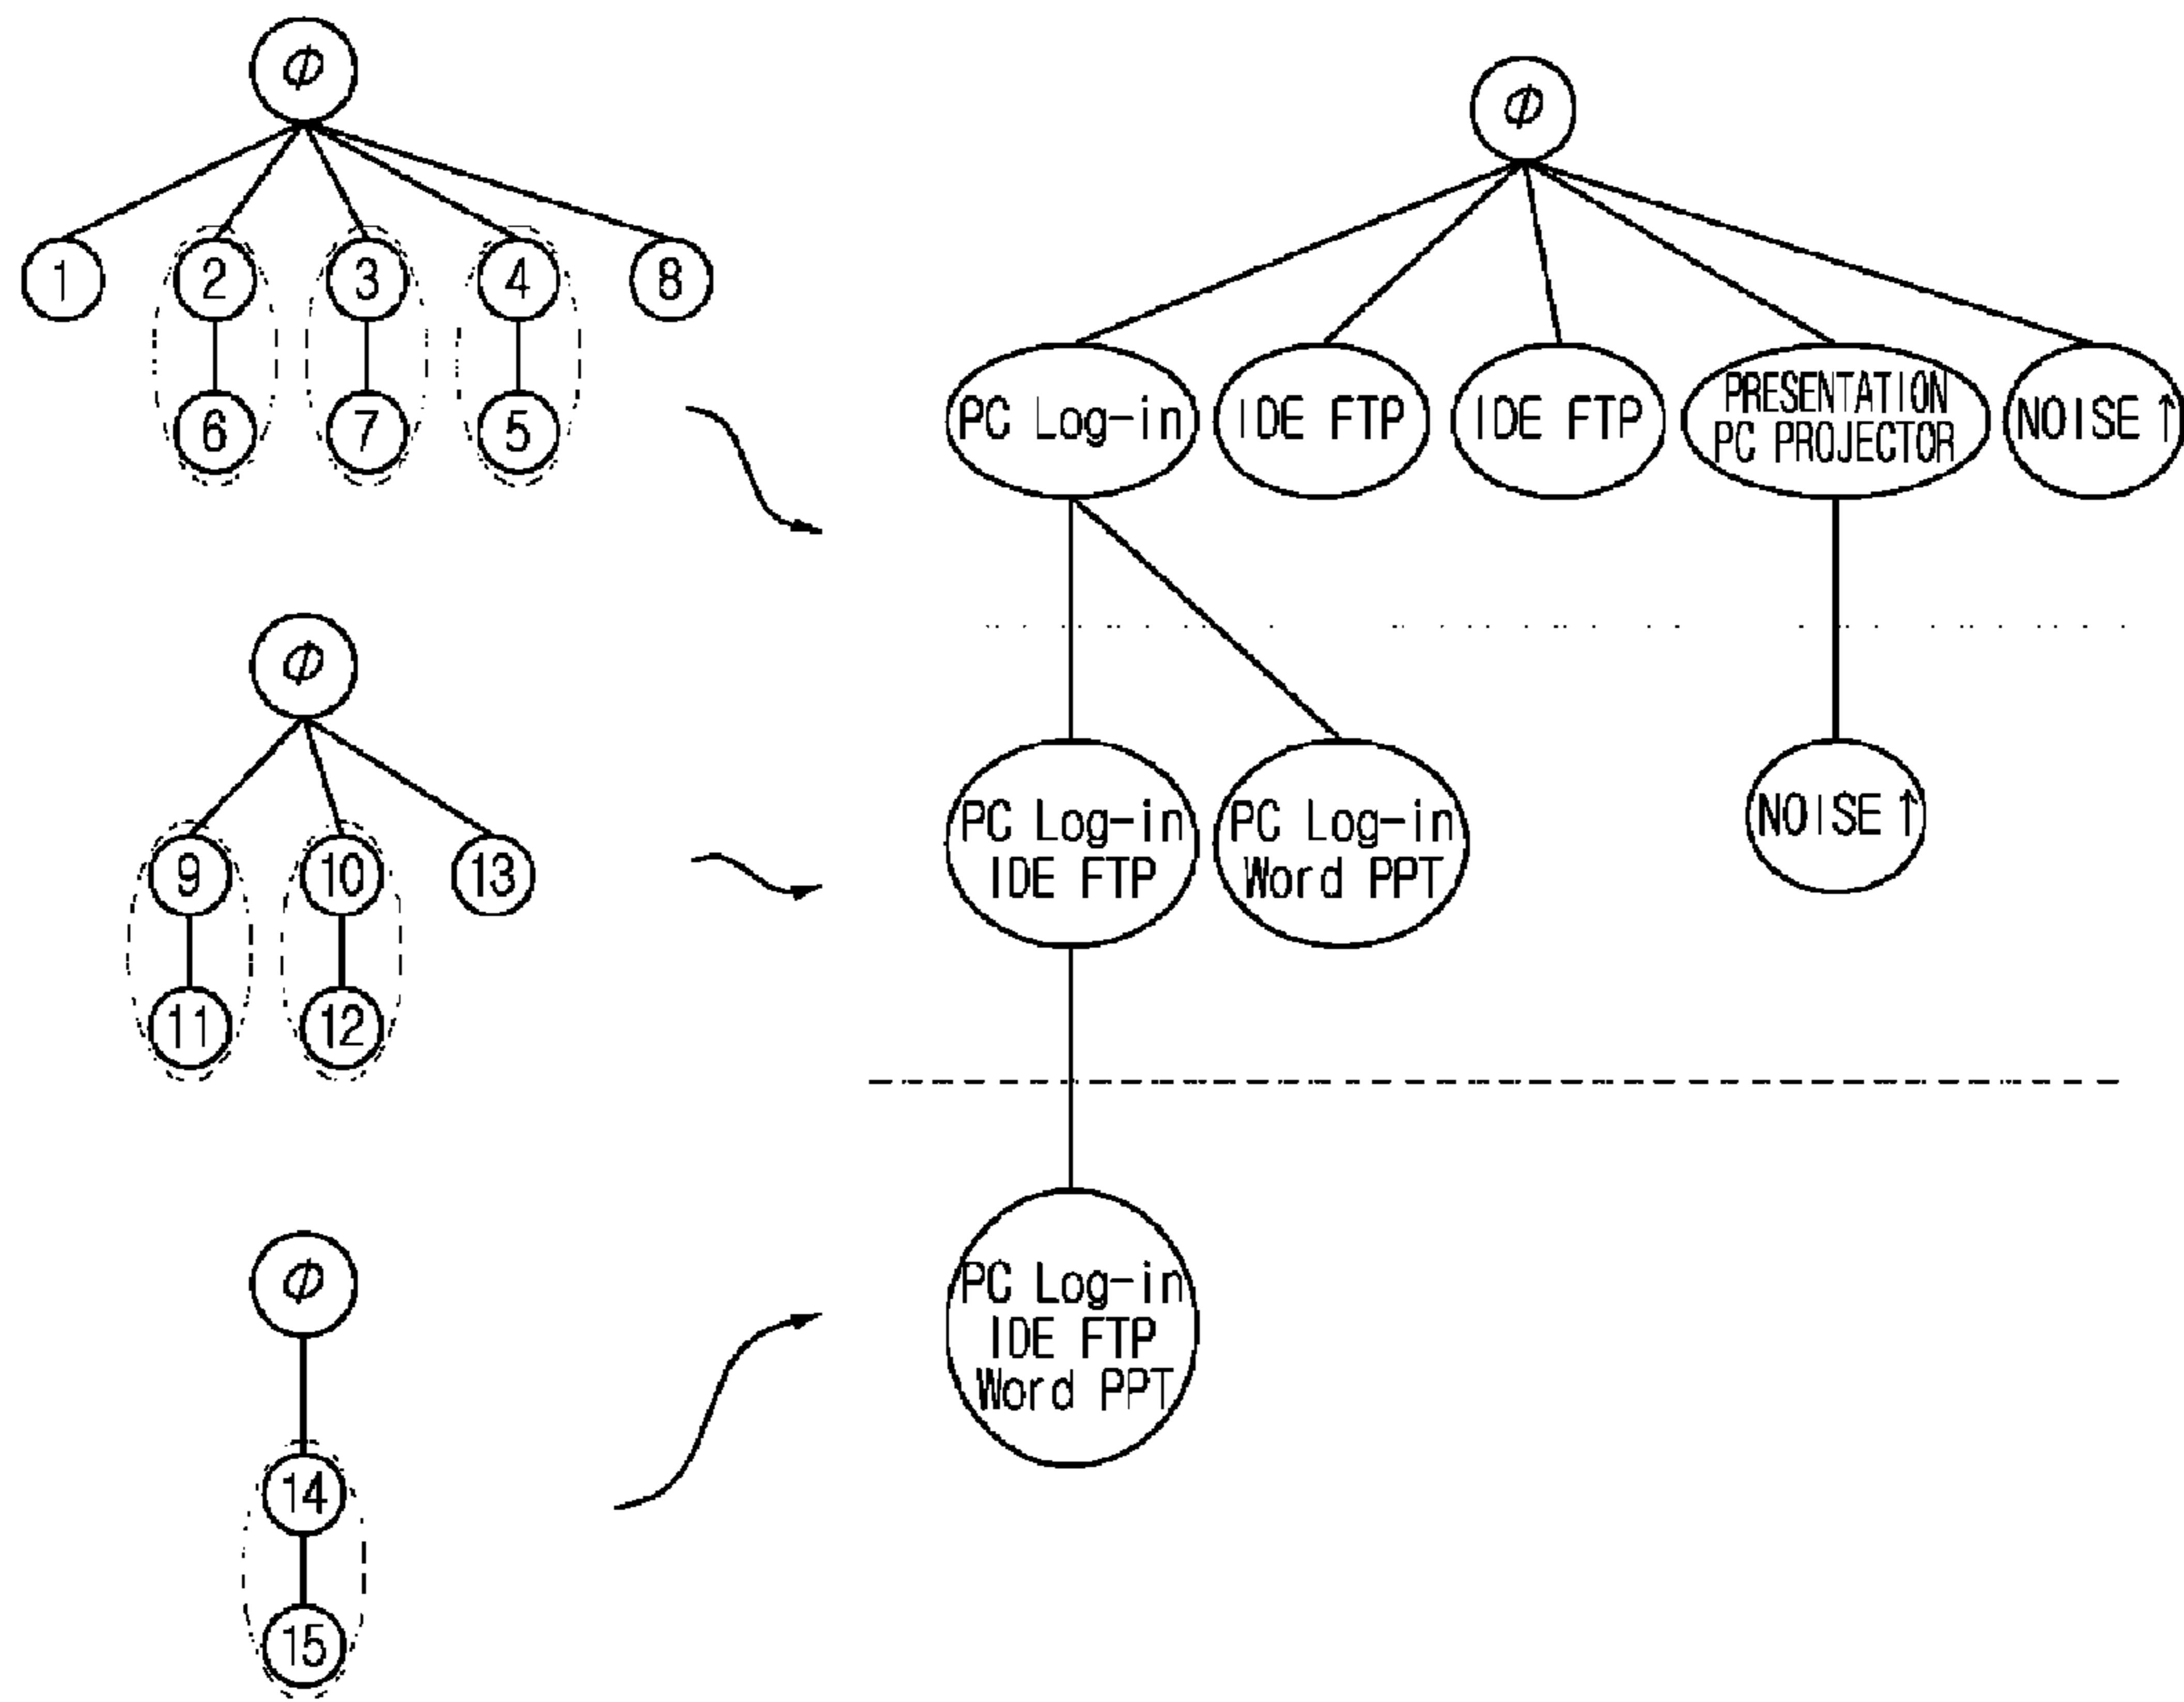 Φ
1
2
3
4
8
6
7
5
Φ
9
10
13
11
12
Φ
14
15
Φ
PC Log-in
IDE FTP
IDE FTP
PRESENTATION
PC PROJECTOR
NOISE ↑
PC Log-in
IDE FTP
PC Log-in
Word PPT
NOISE ↑
PC Log-in
IDE FTP
Word PPT